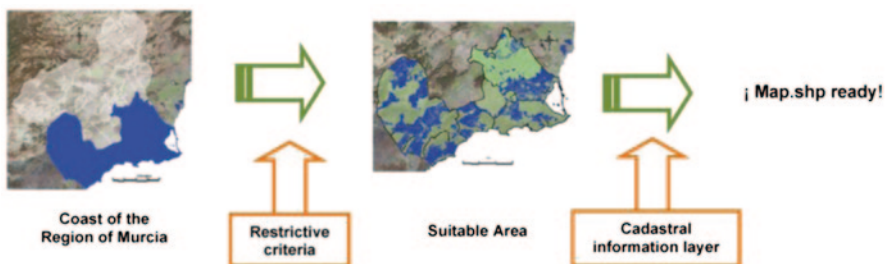 ¡ Map.shp ready!
Coast of the
Region of Murcia
Restrictive
criteria
Suitable Area
Cadastral
information layer